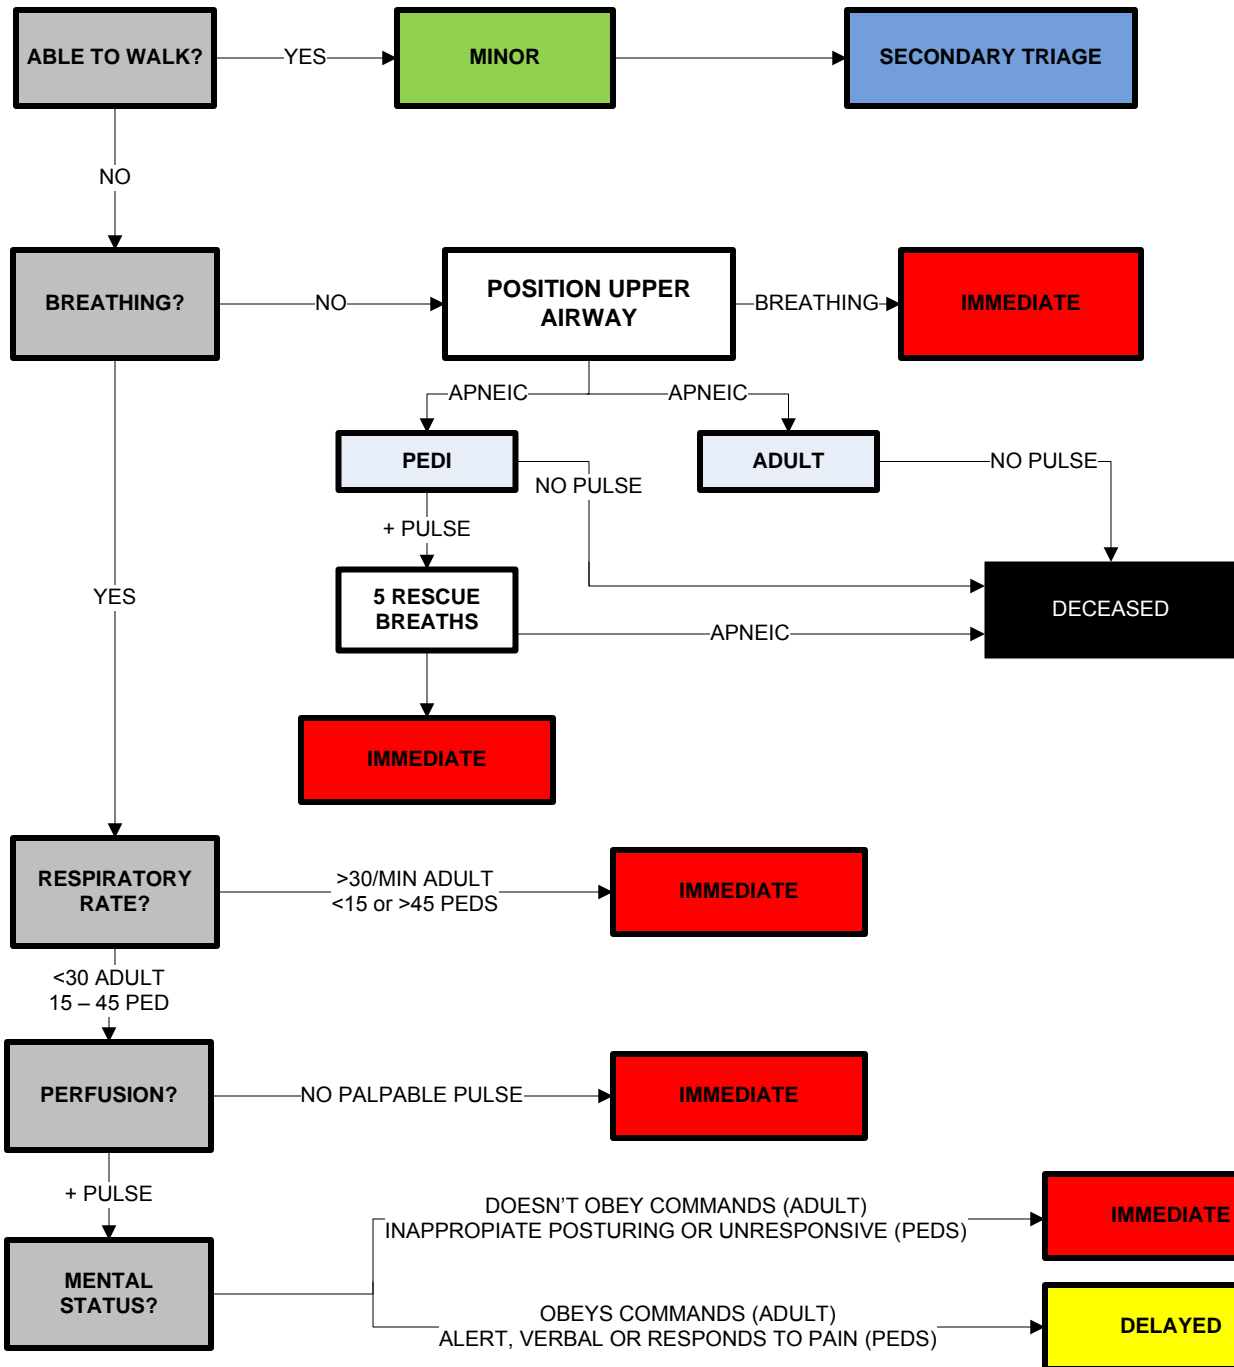 ABLE TO WALK?
YES
MINOR
SECONDARY TRIAGE
NO
BREATHING?
NO
POSITION UPPER
AIRWAY
BREATHING
IMMEDIATE
APNEIC
APNEIC
PEDI
NO PULSE
ADULT
NO PULSE
+ PULSE
5 RESCUE
BREATHS
APNEIC
DECEASED
YES
IMMEDIATE
RESPIRATORY
RATE?
>30/MIN ADULT
<15 or >45 PEDS
IMMEDIATE
<30 ADULT
15 – 45 PED
PERFUSION?
NO PALPABLE PULSE
IMMEDIATE
+ PULSE
MENTAL
STATUS?
DOESN’T OBEY COMMANDS (ADULT)
INAPPROPIATE POSTURING OR UNRESPONSIVE (PEDS)
IMMEDIATE
OBEYS COMMANDS (ADULT)
ALERT, VERBAL OR RESPONDS TO PAIN (PEDS)
DELAYED